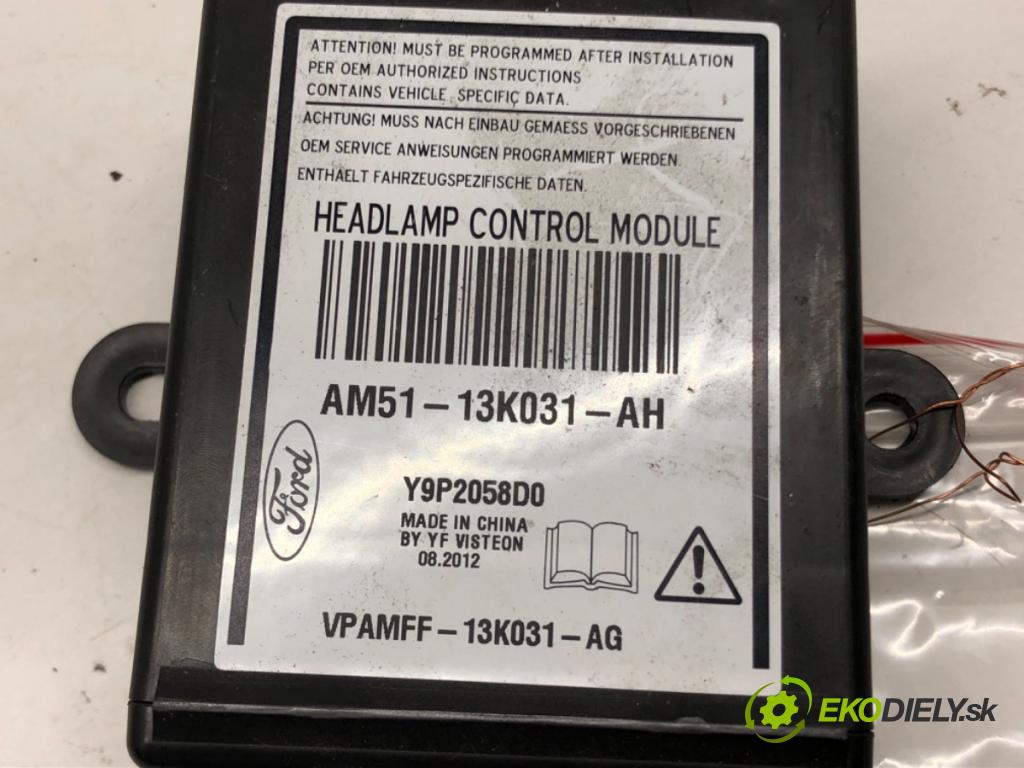 ATTENTION! MUST BE PROGRAMMED AFTER INSTALLATION
PER OEM AUTHORIZED INSTRUCTIONS
CONTAINS VEHICLE SPECIFIC DATA.
ACHTUNG! MUSS NACH EINBAU GEMAESS VORGESCHRIEBENEN
OEM SERVICE ANWEISUNGEN PROGRAMMIERT WERDEN.
ENTHAELT FAHRZEUGSPEZIFISCHE DATEN.
HEADLAMP CONTROL MODULE
AM51-13K031-AH
Ford
Y9P2058D0
MADE IN CHINA
BY YF VISTEON
08.2012
VPAMFF-13K031-AG
EKODIELY.sk